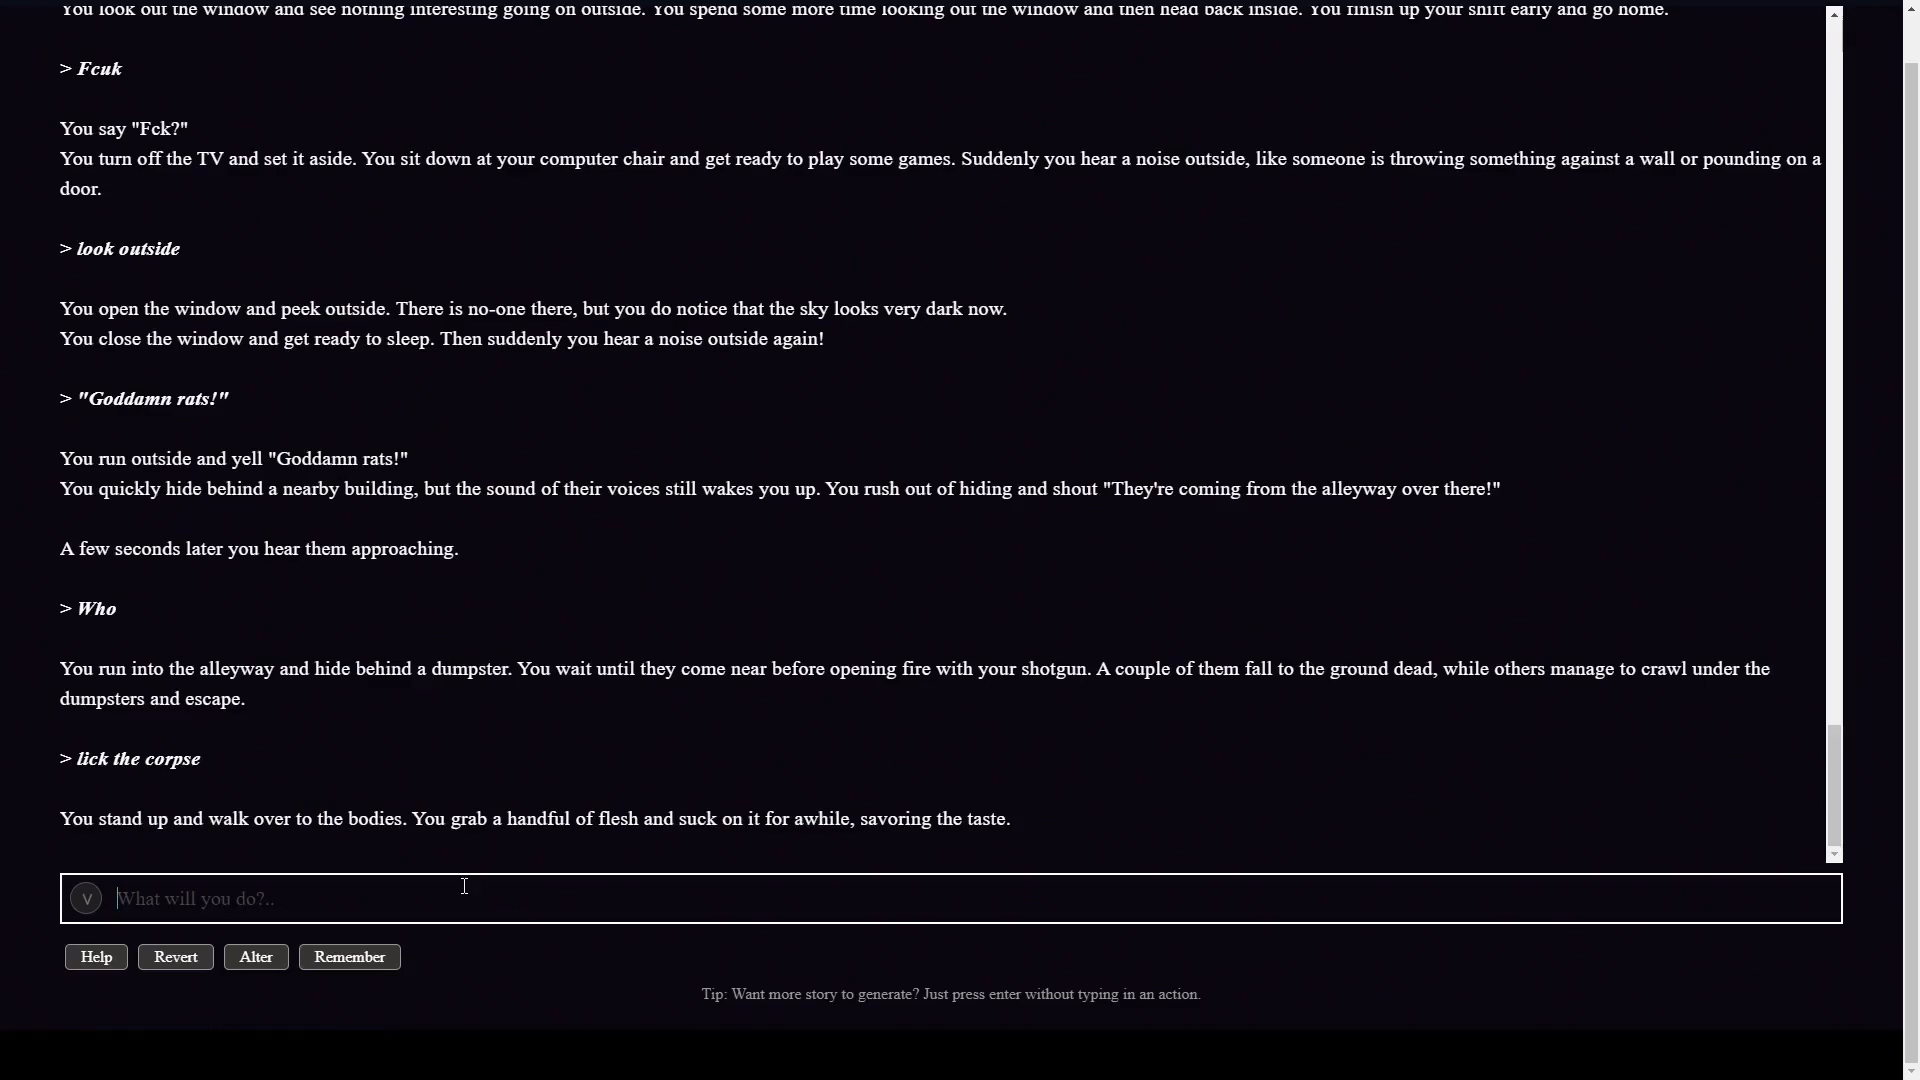 You look out the window and see nothing interesting going on outside. You spend some more time looking out the window and then head back inside. You finish up your shift early and go home.
> Fcuk
You say "Fck?"
You turn off the TV and set it aside. You sit down at your computer chair and get ready to play some games. Suddenly you hear a noise outside, like someone is throwing something against a wall or pounding on a
door.
> look outside
You open the window and peek outside. There is no-one there, but you do notice that the sky looks very dark now.
You close the window and get ready to sleep. Then suddenly you hear a noise outside again!
> "Goddamn rats!"
You run outside and yell "Goddamn rats!"
You quickly hide behind a nearby building, but the sound of their voices still wakes you up. You rush out of hiding and shout "They're coming from the alleyway over there!"
A few seconds later you hear them approaching.
> Who
You run into the alleyway and hide behind a dumpster. You wait until they come near before opening fire with your shotgun. A couple of them fall to the ground dead, while others manage to crawl under the
dumpsters and escape.
> lick the corpse
You stand up and walk over to the bodies. You grab a handful of flesh and suck on it for awhile, savoring the taste.
V What will you do?..
Help Revert Alter Remember
Tip: Want more story to generate? Just press enter without typing in an action.